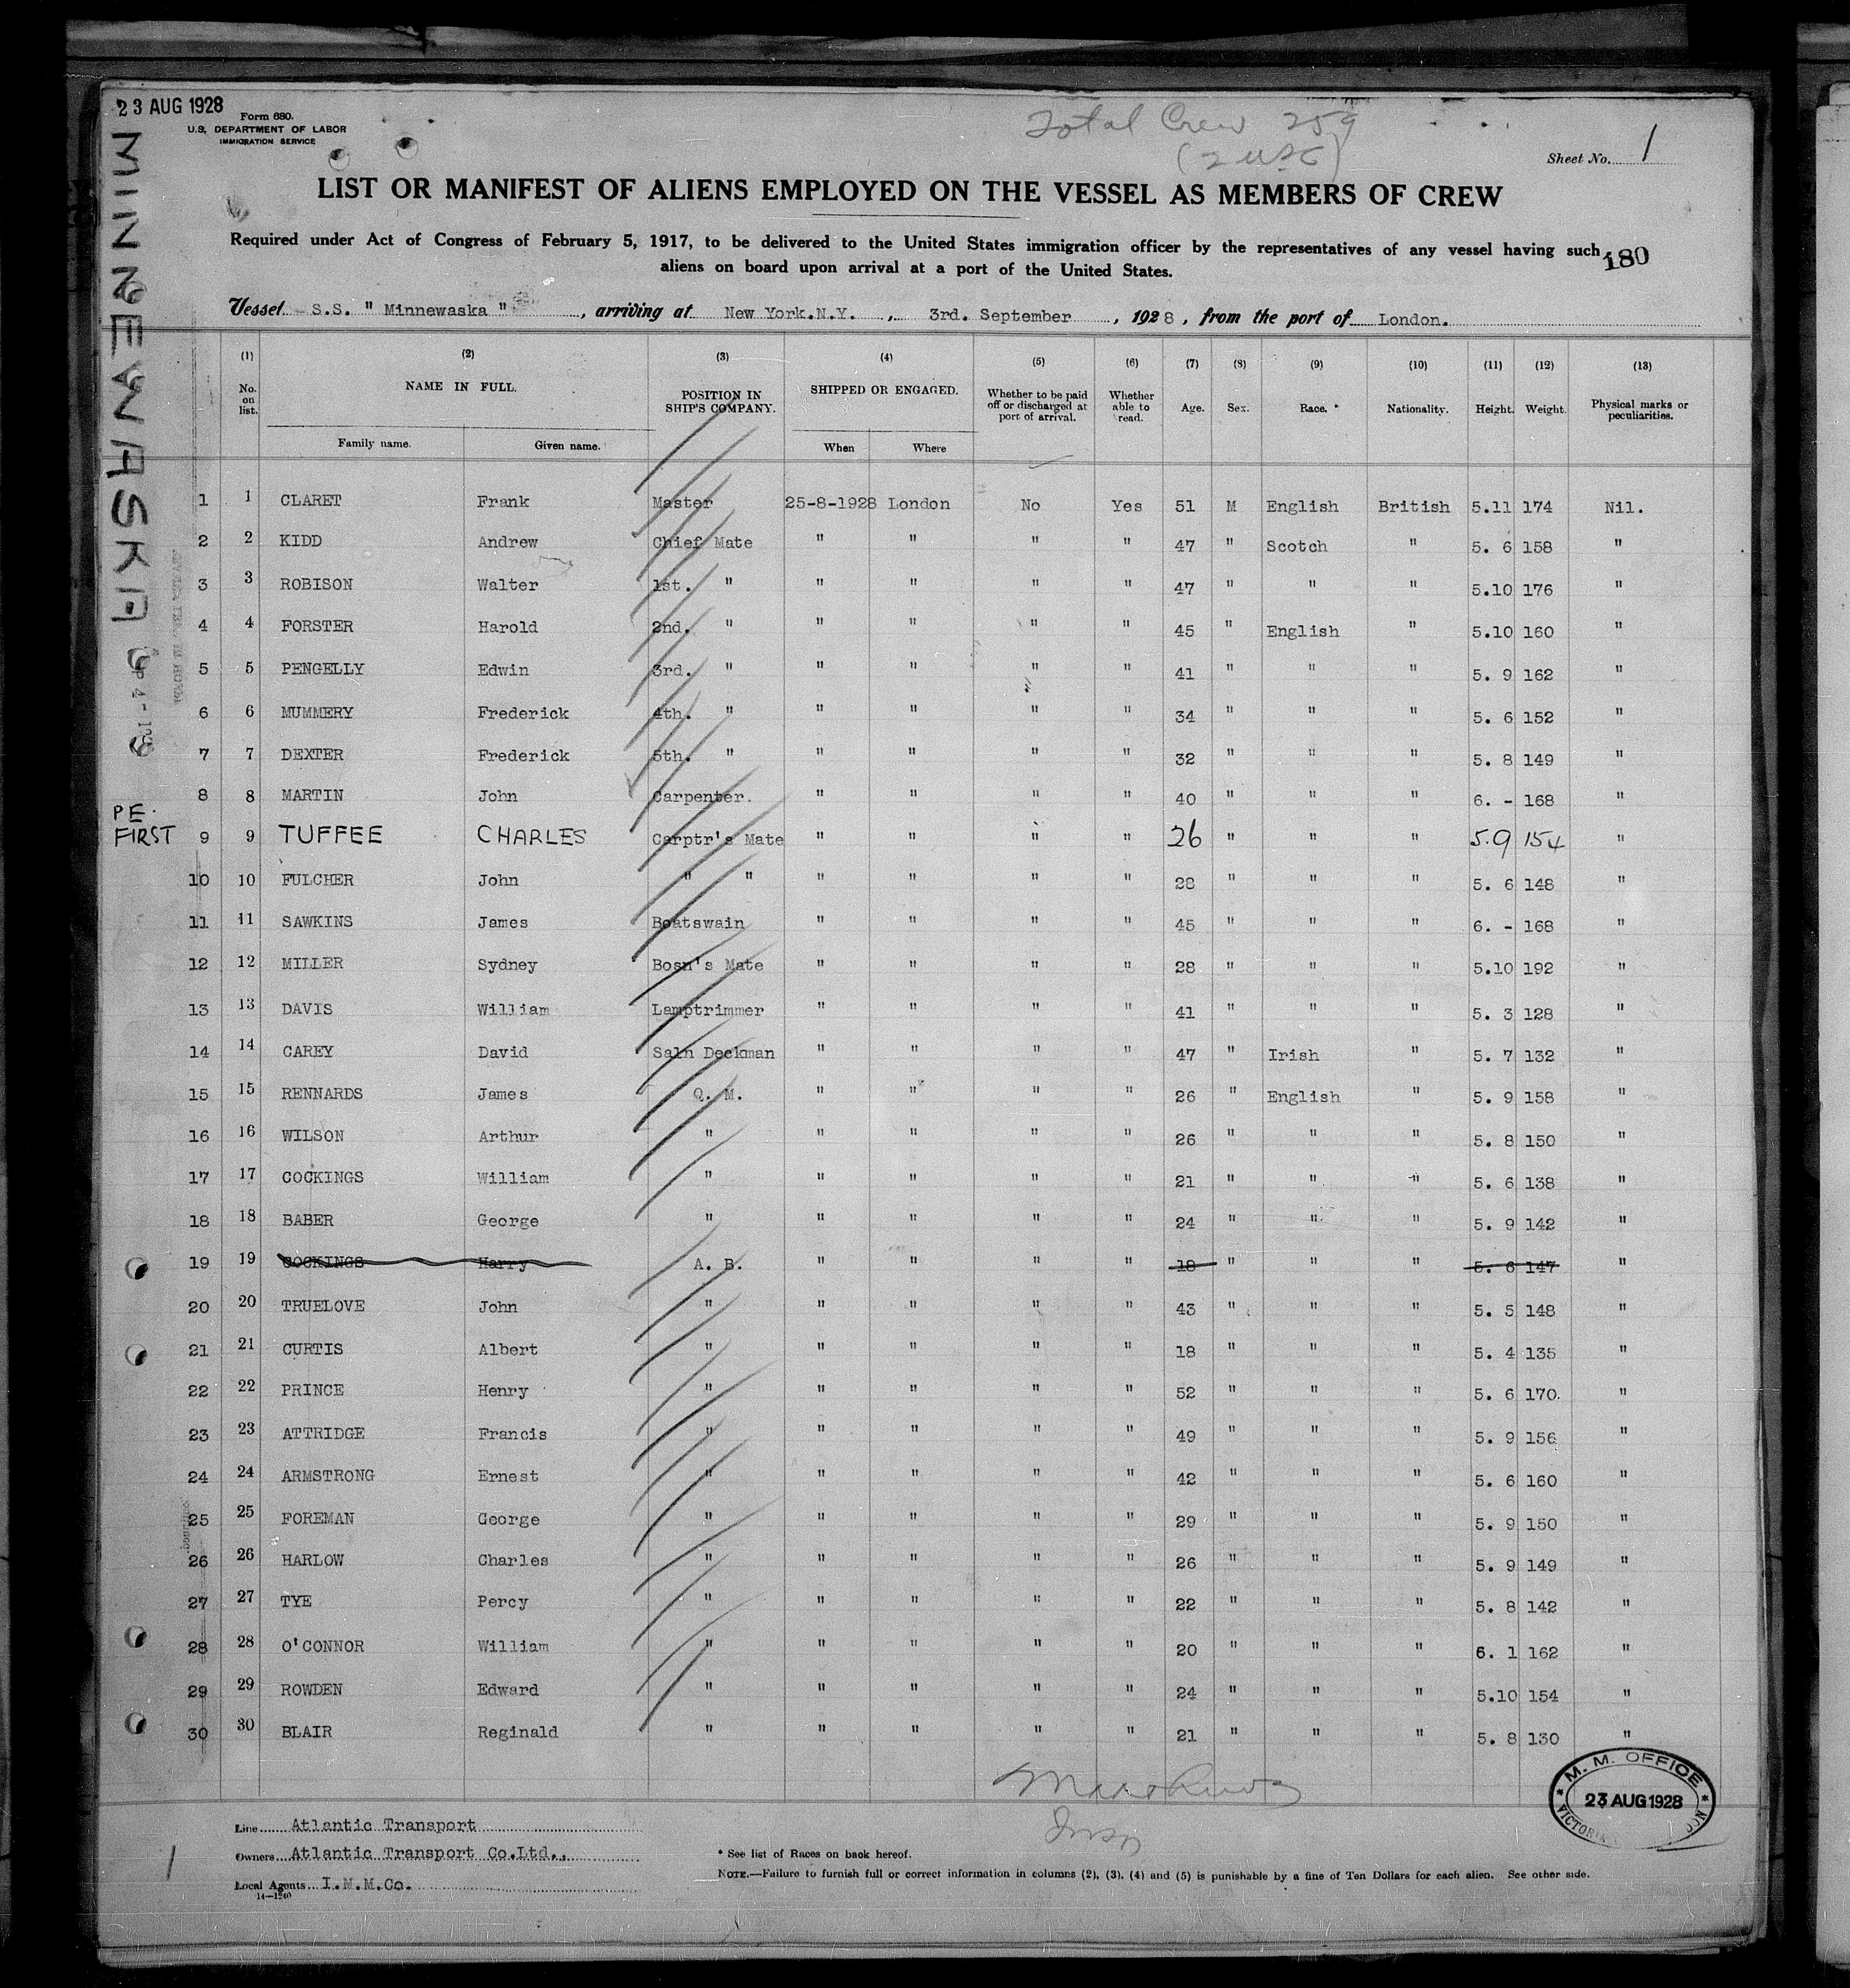 23 AUG 1928
Form 680.
U.S. DEPARTMENT OF LABOR
IMMIGRATION SERVICE
Total Crew 259
Sheet No. 1
MINNEWASKA
LIST OR MANIFEST OF ALIENS EMPLOYED ON THE VESSEL AS MEMBERS OF CREW
Required under Act of Congress of February 5, 1917, to be delivered to the United States immigration officer by the representatives of any vessel having such
aliens on board upon arrival at a port of the United States.
180
Vessel S.S. " Minnewaska " , arriving at New York.N.Y. , 3rd. September , 1928 , from the port of London.
(1) (2) (3) (4) (5) (6) (7) (8) (9) (10) (11) (12) (13)
No. on list. NAME IN FULL. POSITION IN SHIP'S COMPANY. SHIPPED OR ENGAGED. Whether to be paid off or discharged at port of arrival. Whether able to read. Age. Sex. Race. * Nationality. Height. Weight. Physical marks or peculiarities.
Family name. Given name. When Where
1 1 CLARET Frank Master 25-8-1928 London No Yes 51 M English British 5.11 174 Nil.
2 2 KIDD Andrew Chief Mate " " " " 47 " Scotch " 5. 6 158 "
3 3 ROBISON Walter 1st. " " " " " 47 " " " 5.10 176 "
4 4 FORSTER Harold 2nd. " " " " " 45 " English " 5.10 160 "
5 5 PENGELLY Edwin 3rd. " " " " " 41 " " " 5. 9 162 "
6 6 MUMMERY Frederick 4th. " " " " " 34 " " " 5. 6 152 "
7 7 DEXTER Frederick 5th. " " " " " 32 " " " 5. 8 149 "
8 8 MARTIN John Carpenter. " " " " 40 " " " 6. - 168 "
PE. FIRST 9 9 TUFFEE CHARLES Carptr's Mate " " " " 26 " " " 5.9 154 "
10 10 FULCHER John " " " " " " 28 " " " 5. 6 148 "
11 11 SAWKINS James Boatswain " " " " 45 " " " 6. - 168 "
12 12 MILLER Sydney Bosn's Mate " " " " 28 " " " 5.10 192 "
13 13 DAVIS William Lamptrimmer " " " " 41 " " " 5. 3 128 "
14 14 CAREY David Saln Deckman " " " " 47 " Irish " 5. 7 132 "
15 15 RENNARDS James Q. M. " " " " 26 " English " 5. 9 158 "
16 16 WILSON Arthur " " " " " 26 " " " 5. 8 150 "
17 17 COCKINGS William " " " " " 21 " " " 5. 6 138 "
18 18 BABER George " " " " " 24 " " " 5. 9 142 "
19 19 COCKINGS Harry A. B. " " " " 18 " " " 5. 6 147 "
20 20 TRUELOVE John " " " " " 43 " " " 5. 5 148 "
21 21 CURTIS Albert " " " " " 18 " " " 5. 4 135 "
22 22 PRINCE Henry " " " " " 52 " " " 5. 6 170. "
23 23 ATTRIDGE Francis " " " " " 49 " " " 5. 9 156 "
24 24 ARMSTRONG Ernest " " " " " 42 " " " 5. 6 160 "
25 25 FOREMAN George " " " " " 29 " " " 5. 9 150 "
26 26 HARLOW Charles " " " " " 26 " " " 5. 9 149 "
27 27 TYE Percy " " " " " 22 " " " 5. 8 142 "
28 28 O'CONNOR William " " " " " 20 " " " 6. 1 162 "
29 29 ROWDEN Edward " " " " " 24 " " " 5.10 154 "
30 30 BLAIR Reginald " " " " " 21 " " " 5. 8 130 "
M. M. OFFICE
23 AUG 1928
VICTORIA
Line Atlantic Transport
Owners Atlantic Transport Co.Ltd.,
Local Agents I.M.M.Co.
14—1240
1
* See list of Races on back hereof.
NOTE.—Failure to furnish full or correct information in columns (2), (3), (4) and (5) is punishable by a fine of Ten Dollars for each alien. See other side.